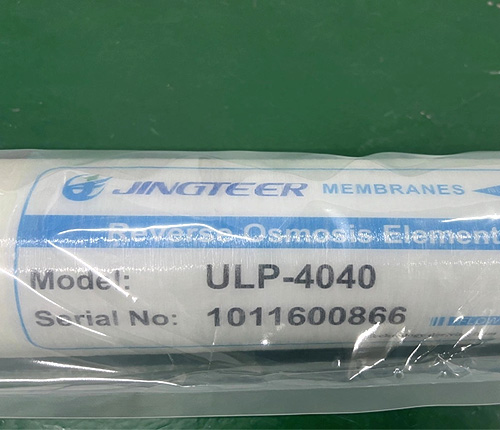 JINGTEER MEMBRANES
Reverse Osmosis Element
Model: ULP-4040
Serial No: 1011600866